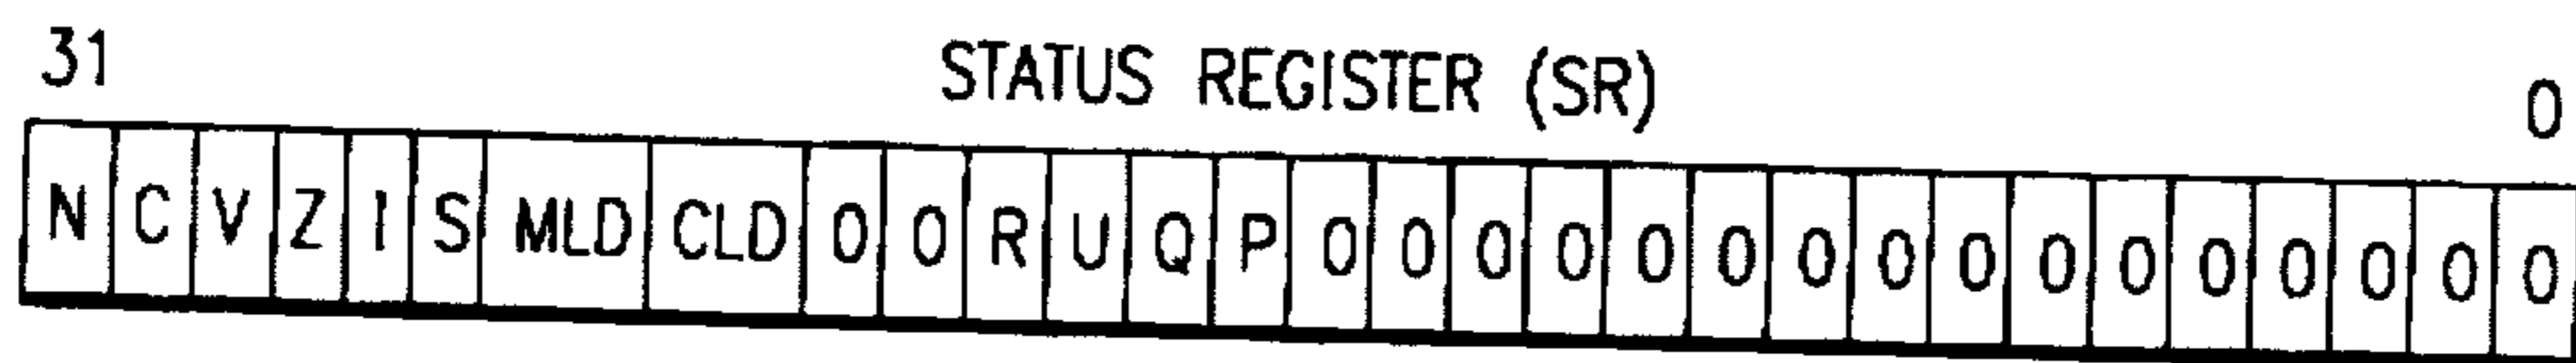 31 STATUS REGISTER (SR) 0
N C V Z I S MLD CLD 0 0 R U Q P 0 0 0 0 0 0 0 0 0 0 0 0 0 0 0 0